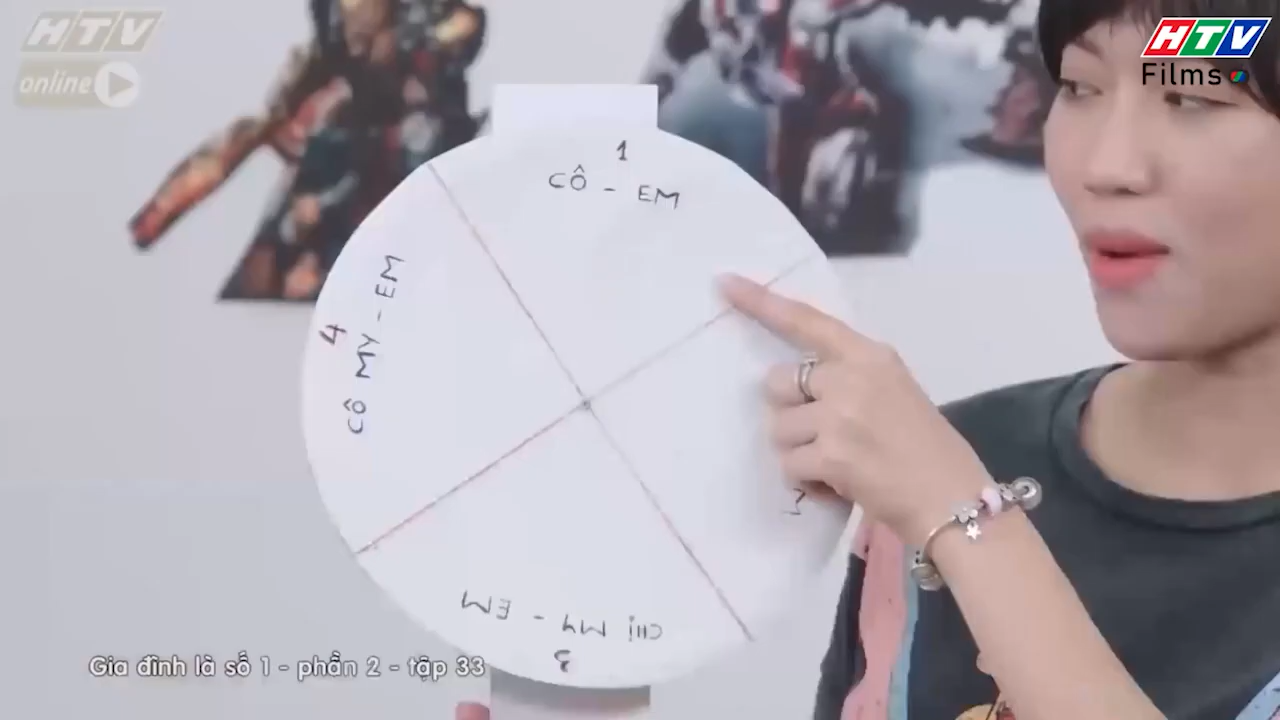 HTV
online
HTV
Films
1
CÔ - EM
4
CÔ MY - EM
M
CHỊ MY - EM
3
Gia đình là số 1 - phần 2 - tập 33